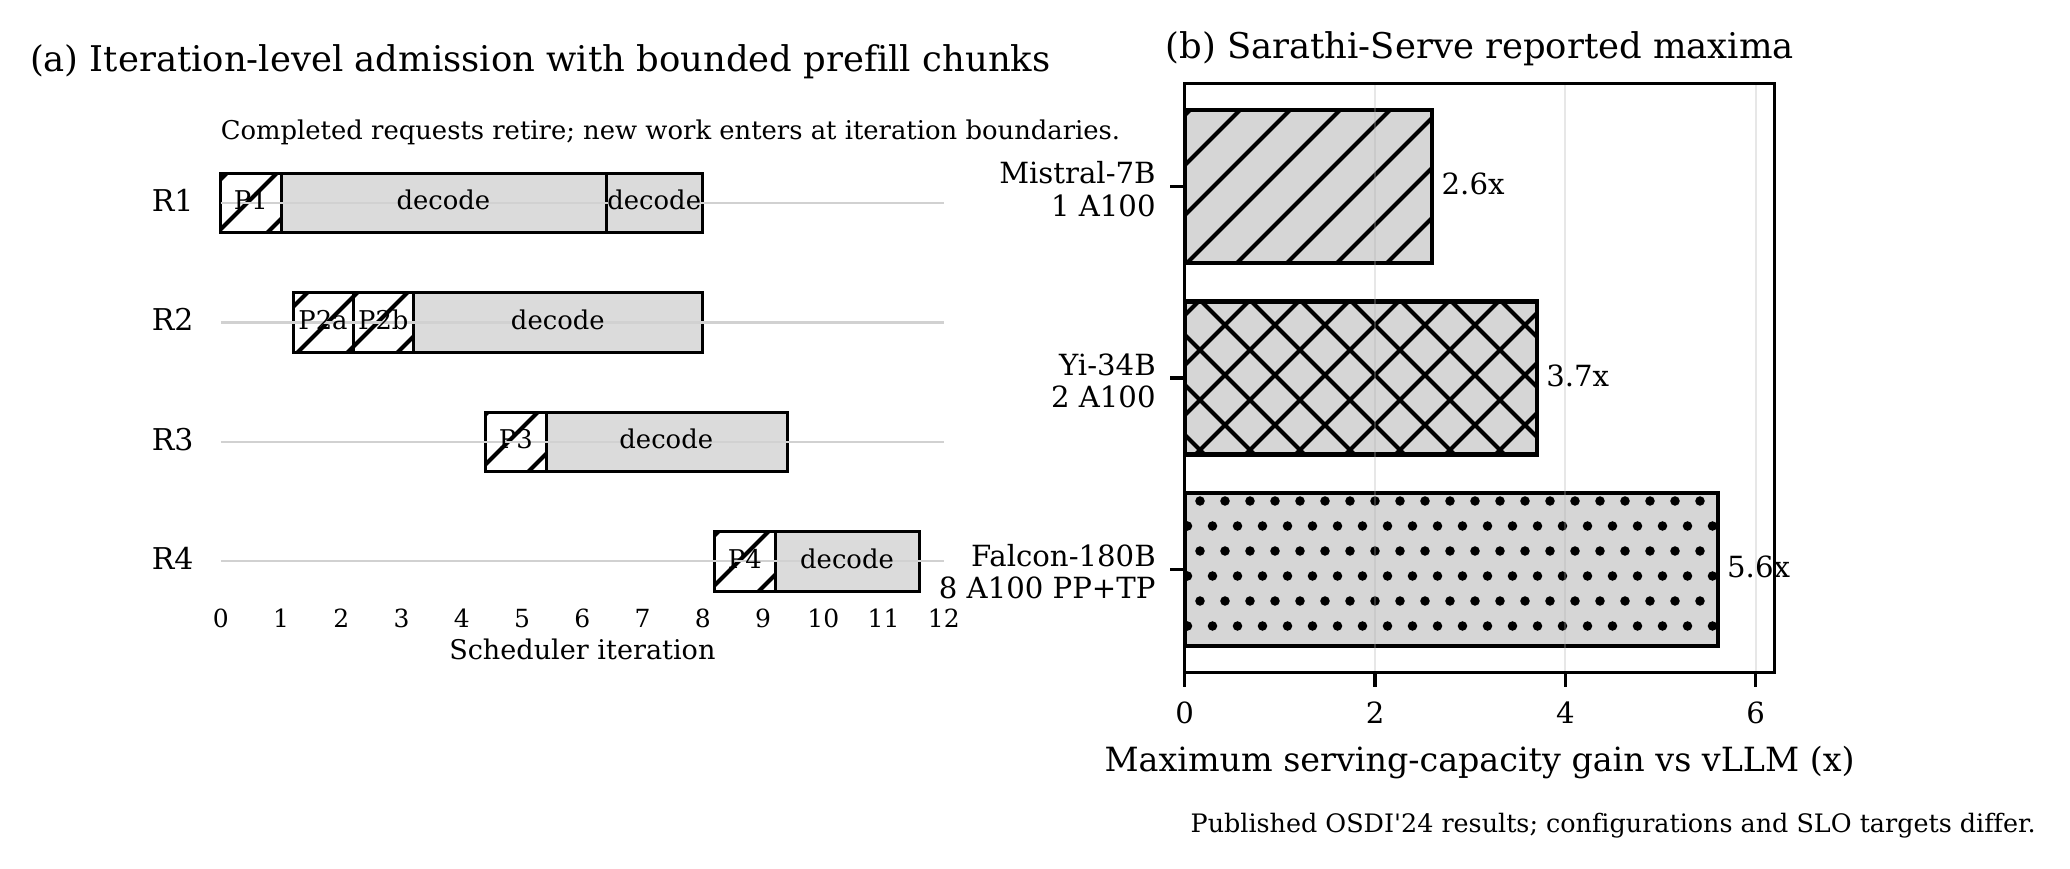 (a) Iteration-level admission with bounded prefill chunks
Completed requests retire; new work enters at iteration boundaries.
R1
P1
decode
decode
R2
P2a
P2b
decode
R3
P3
decode
R4
P4
decode
0 1 2 3 4 5 6 7 8 9 10 11 12
Scheduler iteration
(b) Sarathi-Serve reported maxima
Mistral-7B
1 A100
2.6x
Yi-34B
2 A100
3.7x
Falcon-180B
8 A100 PP+TP
5.6x
0 2 4 6
Maximum serving-capacity gain vs vLLM (x)
Published OSDI'24 results; configurations and SLO targets differ.